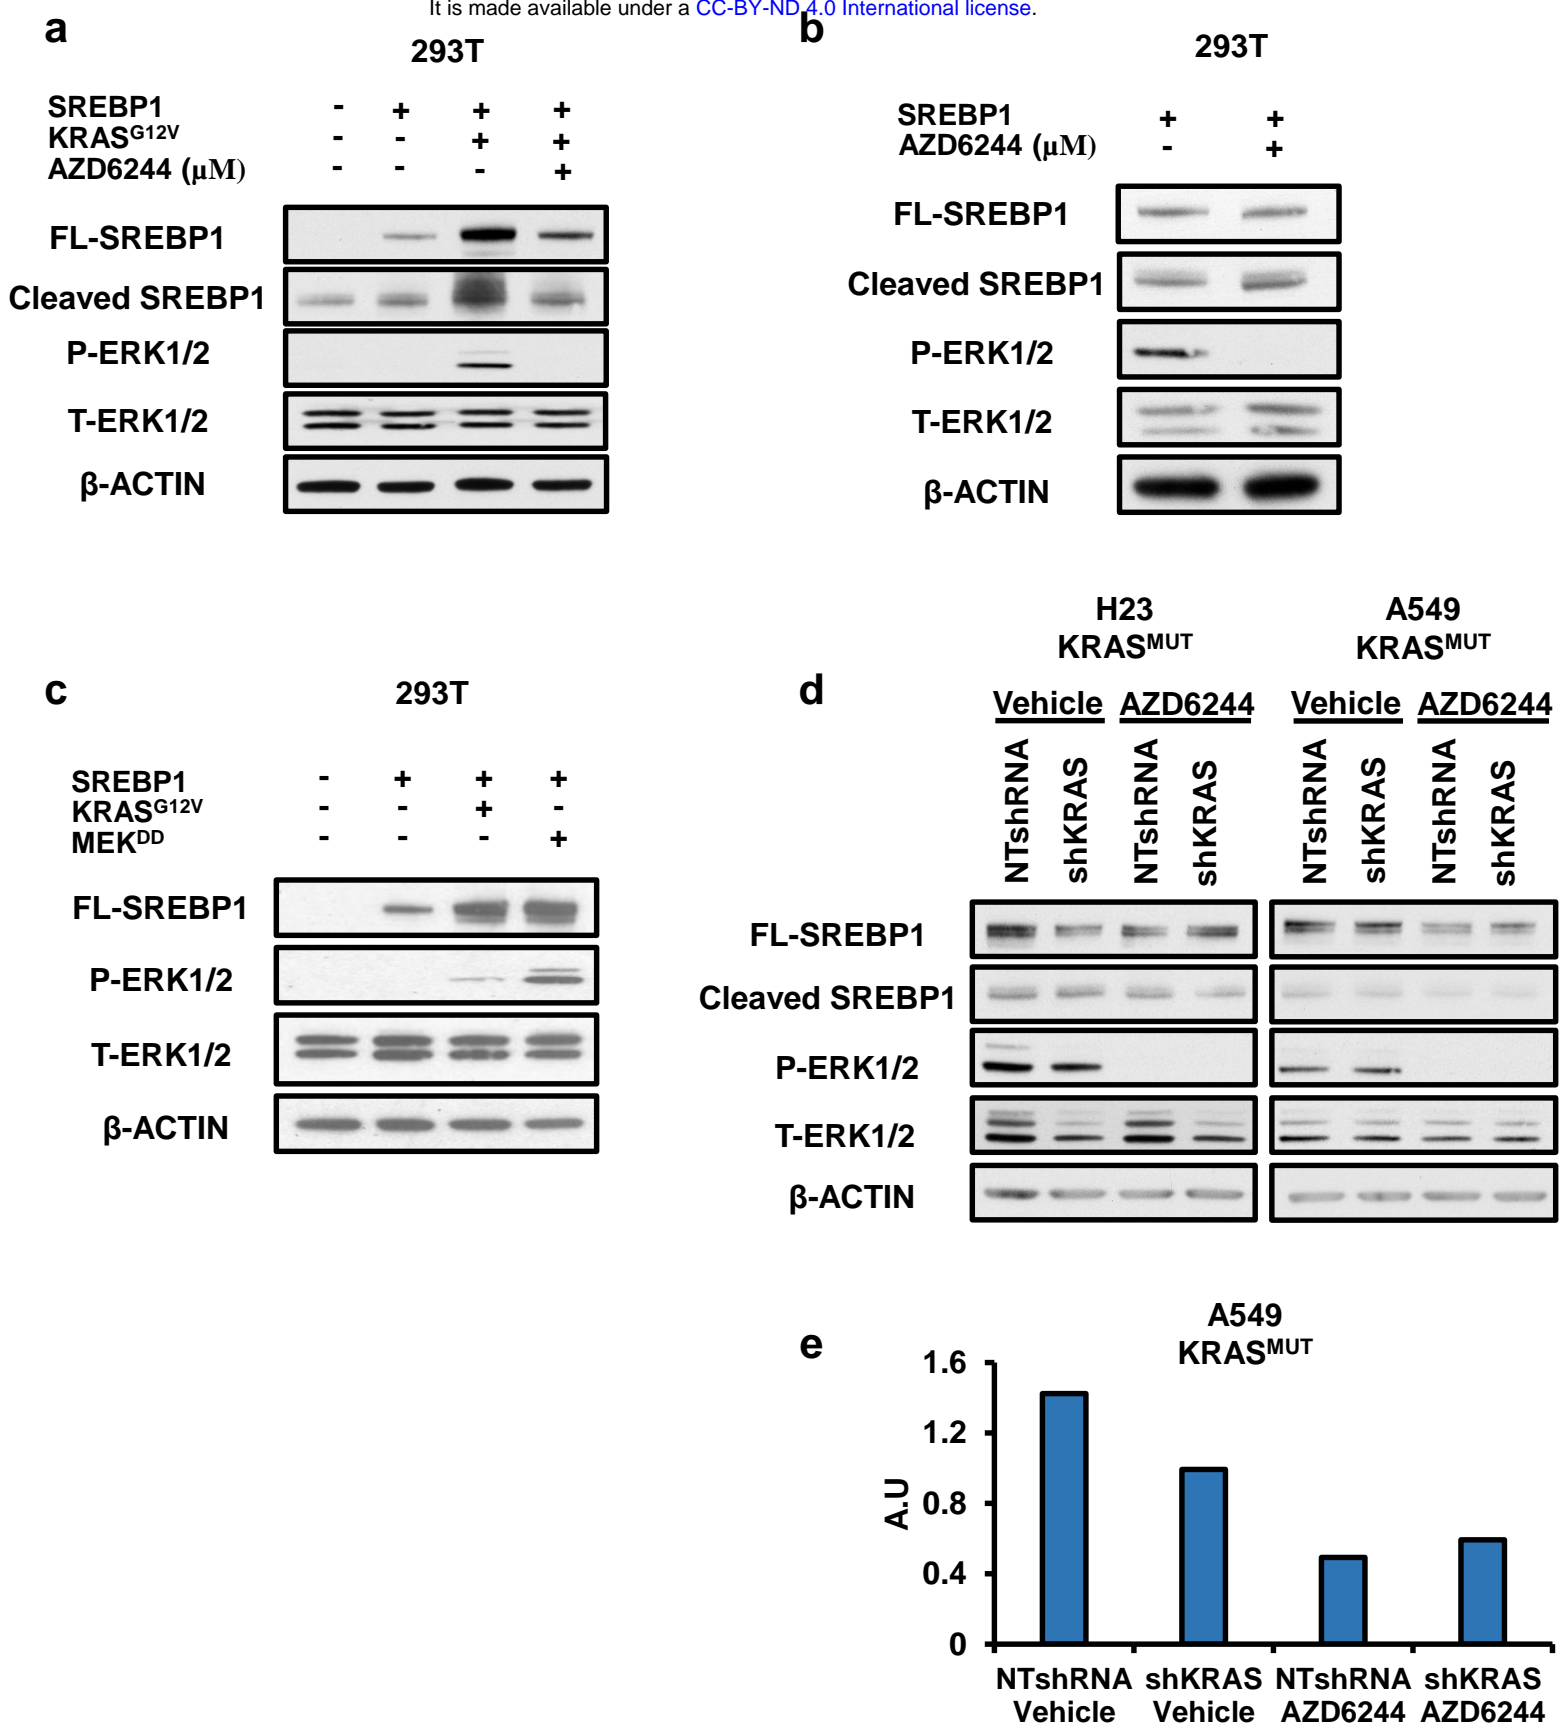 It is made available under a CC-BY-ND 4.0 International license.
a
293T
SREBP1 - + + +
KRASG12V - - + +
AZD6244 (μM) - - - +
FL-SREBP1
Cleaved SREBP1
P-ERK1/2
T-ERK1/2
β-ACTIN
b
293T
SREBP1 + +
AZD6244 (μM) - +
FL-SREBP1
Cleaved SREBP1
P-ERK1/2
T-ERK1/2
β-ACTIN
c
293T
SREBP1 - + + +
KRASG12V - - + -
MEKDD - - - +
FL-SREBP1
P-ERK1/2
T-ERK1/2
β-ACTIN
d
H23
KRASMUT
A549
KRASMUT
Vehicle AZD6244 Vehicle AZD6244
NTshRNA
shKRAS
NTshRNA
shKRAS
NTshRNA
shKRAS
NTshRNA
shKRAS
FL-SREBP1
Cleaved SREBP1
P-ERK1/2
T-ERK1/2
β-ACTIN
e
A549
KRASMUT
A.U
1.6
1.2
0.8
0.4
0
NTshRNA shKRAS NTshRNA shKRAS
Vehicle Vehicle AZD6244 AZD6244